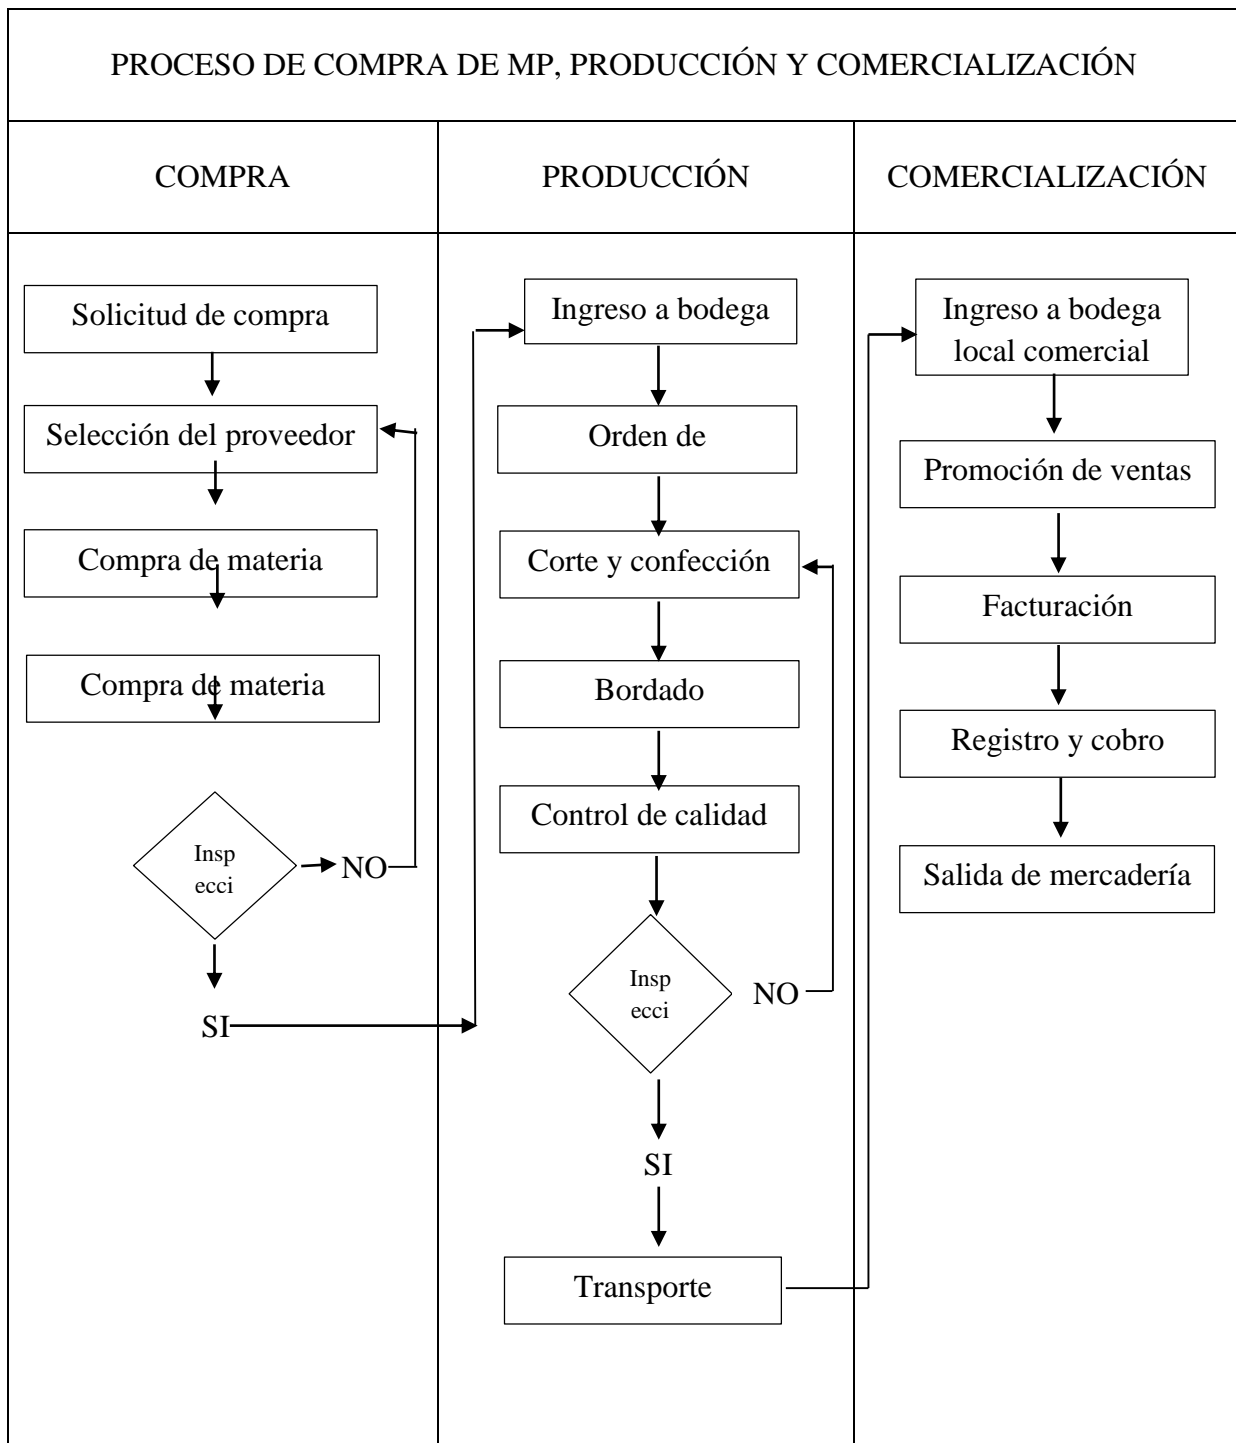 PROCESO DE COMPRA DE MP, PRODUCCIÓN Y COMERCIALIZACIÓN
COMPRA
PRODUCCIÓN
COMERCIALIZACIÓN
Solicitud de compra
Selección del proveedor
Compra de materia
Compra de materia
Insp
ecci
NO
SI
Ingreso a bodega
Orden de
Corte y confección
Bordado
Control de calidad
Insp
ecci
NO
SI
Transporte
Ingreso a bodega
local comercial
Promoción de ventas
Facturación
Registro y cobro
Salida de mercadería